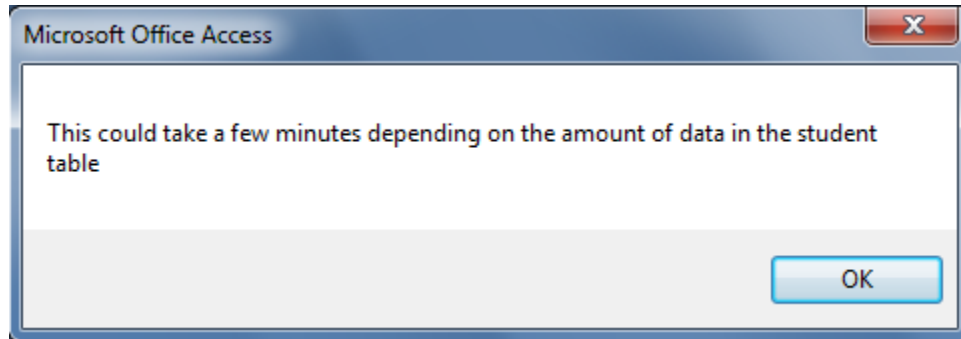 Microsoft Office Access
This could take a few minutes depending on the amount of data in the student
table
OK